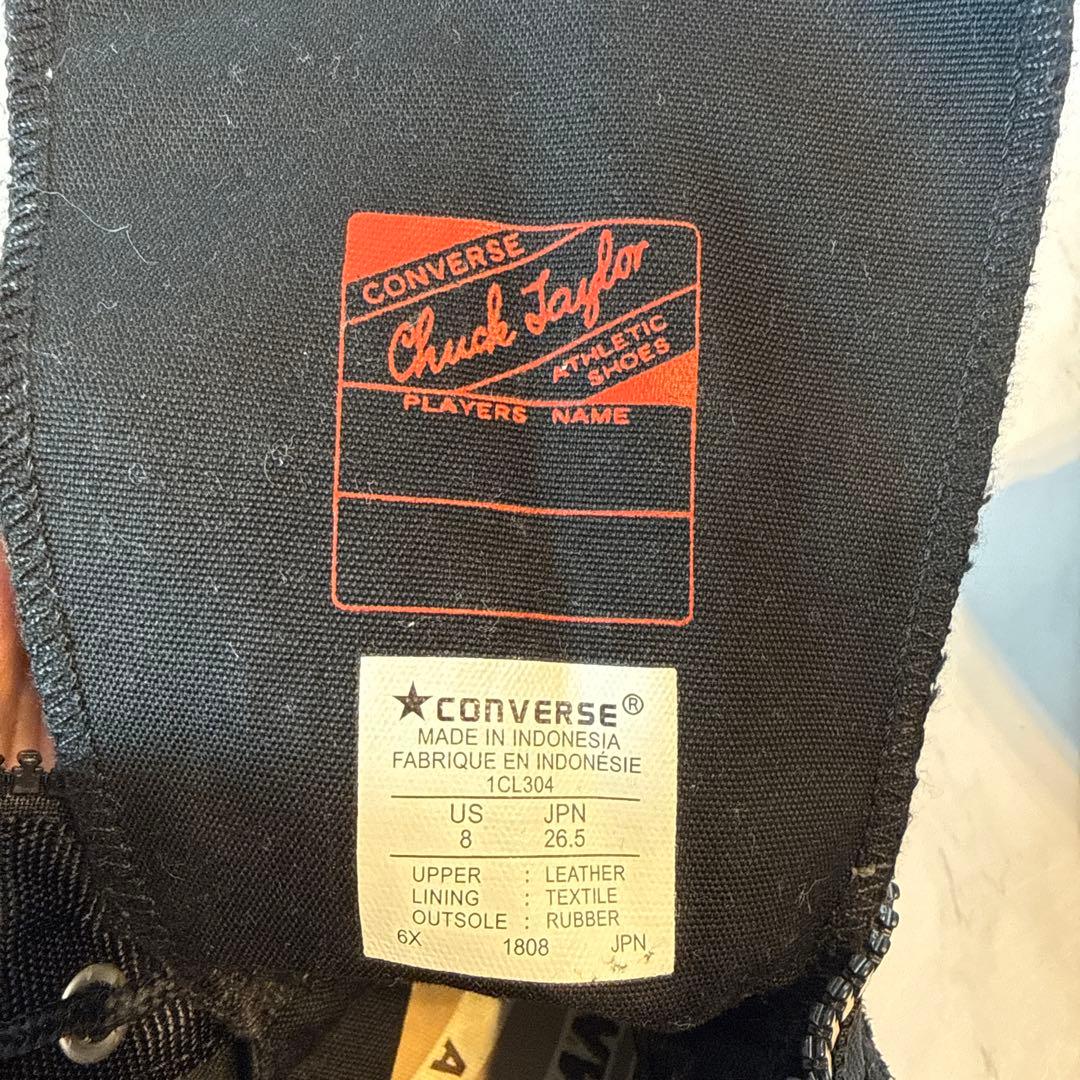 CONVERSE
Chuck Taylor
ATHLETIC
SHOES
PLAYERS NAME
★CONVERSE®
MADE IN INDONESIA
FABRIQUE EN INDONÉSIE
1CL304
US JPN
8 26.5
UPPER : LEATHER
LINING : TEXTILE
OUTSOLE : RUBBER
6X 1808 JPN